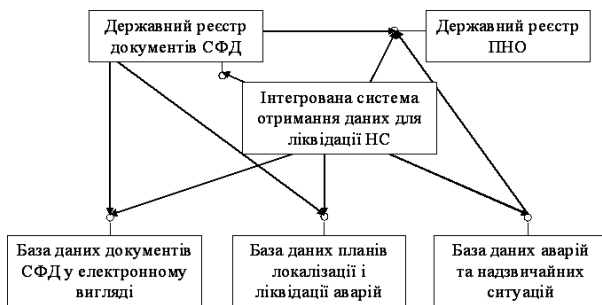 Державний реєстр
документів СФД
Державний реєстр
ПНО
Інтегрована система
отримання даних для
ліквідації НС
База даних документів
СФД у електронному
вигляді
База даних планів
локалізації і
ліквідації аварій
База даних аварій
та надзвичайних
ситуацій